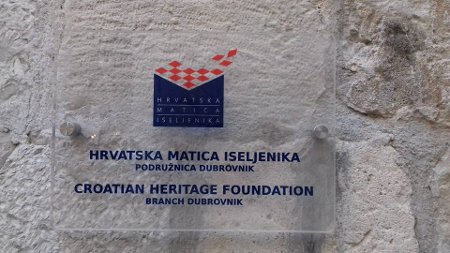 HRVATSKA
MATICA
ISELJENIKA
HRVATSKA MATICA ISELJENIKA
PODRUŽNICA DUBROVNIK
CROATIAN HERITAGE FOUNDATION
BRANCH DUBROVNIK